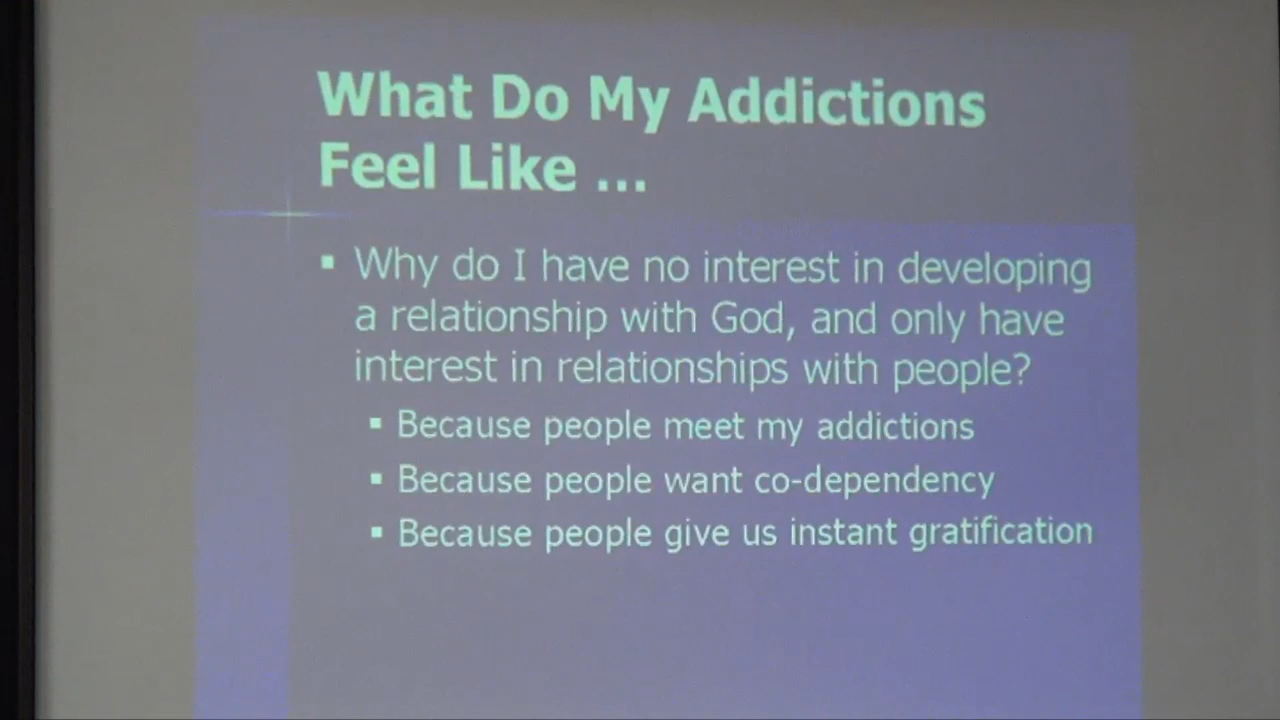 What Do My Addictions
Feel Like ...
▪ Why do I have no interest in developing
a relationship with God, and only have
interest in relationships with people?
▪ Because people meet my addictions
▪ Because people want co-dependency
▪ Because people give us instant gratification